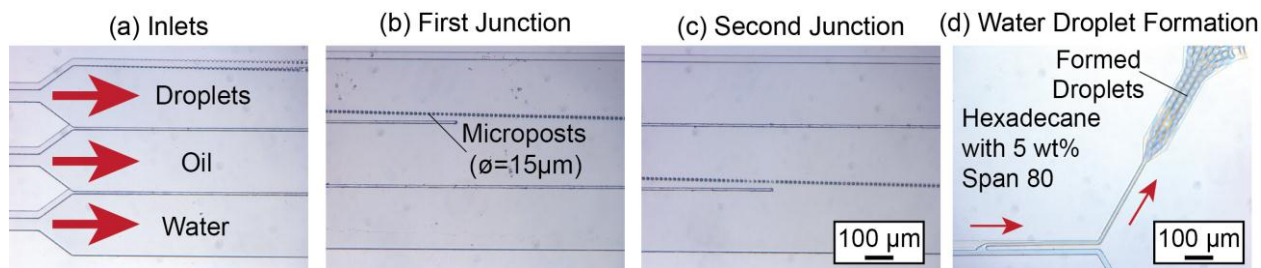 (a) Inlets
(b) First Junction
(c) Second Junction
(d) Water Droplet Formation
Droplets
Oil
Water
Microposts
(ø=15μm)
100 μm
Formed
Droplets
Hexadecane
with 5 wt%
Span 80
100 μm